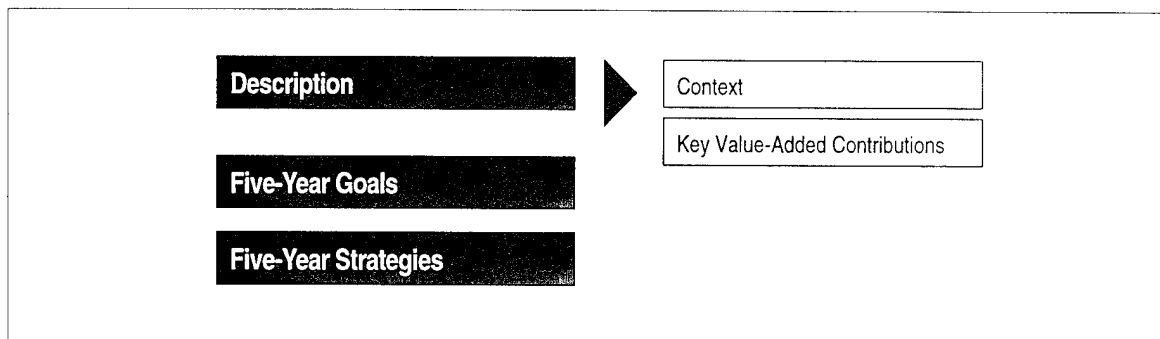 Description
Context
Key Value-Added Contributions
Five-Year Goals
Five-Year Strategies